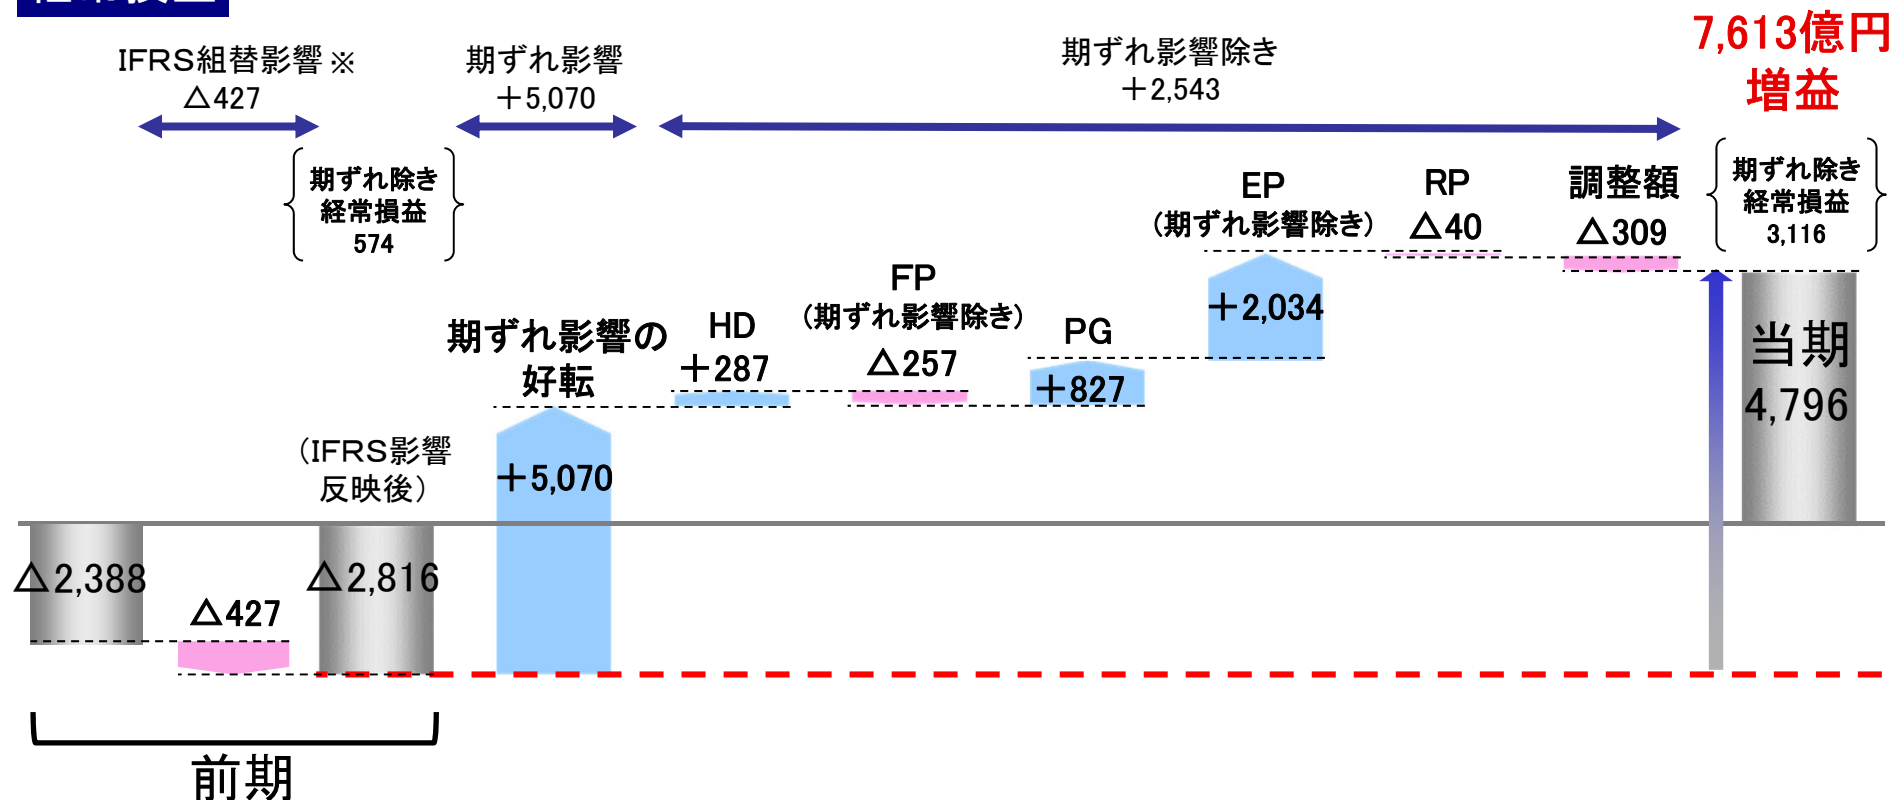 経常損益
IFRS組替影響※
△427
期ずれ影響
＋5,070
期ずれ影響除き
＋2,543
7,613億円
増益
期ずれ除き
経常損益
574
期ずれ影響の
好転
＋5,070
HD
＋287
FP
(期ずれ影響除き)
△257
PG
＋827
EP
(期ずれ影響除き)
＋2,034
RP
△40
調整額
△309
期ずれ除き
経常損益
3,116
当期
4,796
(IFRS影響
反映後)
△2,388
△427
△2,816
前期